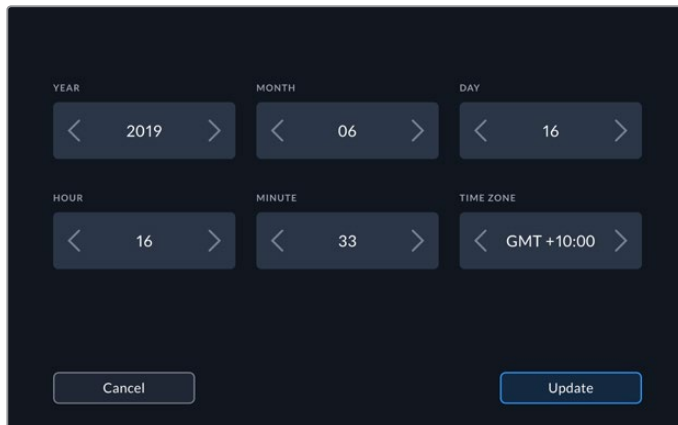 YEAR MONTH DAY
2019 06 16
HOUR MINUTE TIME ZONE
16 33 GMT +10:00
Cancel Update